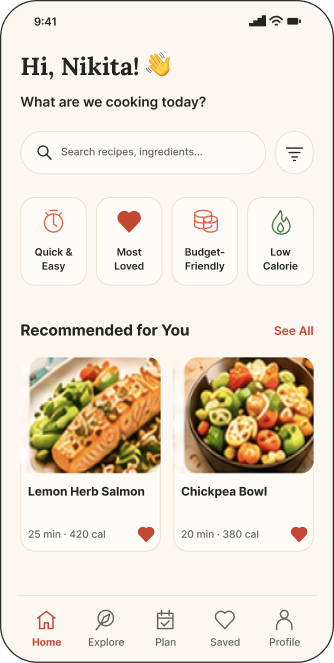 9:41
Hi, Nikita! 👋
What are we cooking today?
Search recipes, ingredients...
Quick &
Easy
Most
Loved
Budget-
Friendly
Low
Calorie
Recommended for You
See All
Lemon Herb Salmon
25 min · 420 cal
Chickpea Bowl
20 min · 380 cal
Home
Explore
Plan
Saved
Profile